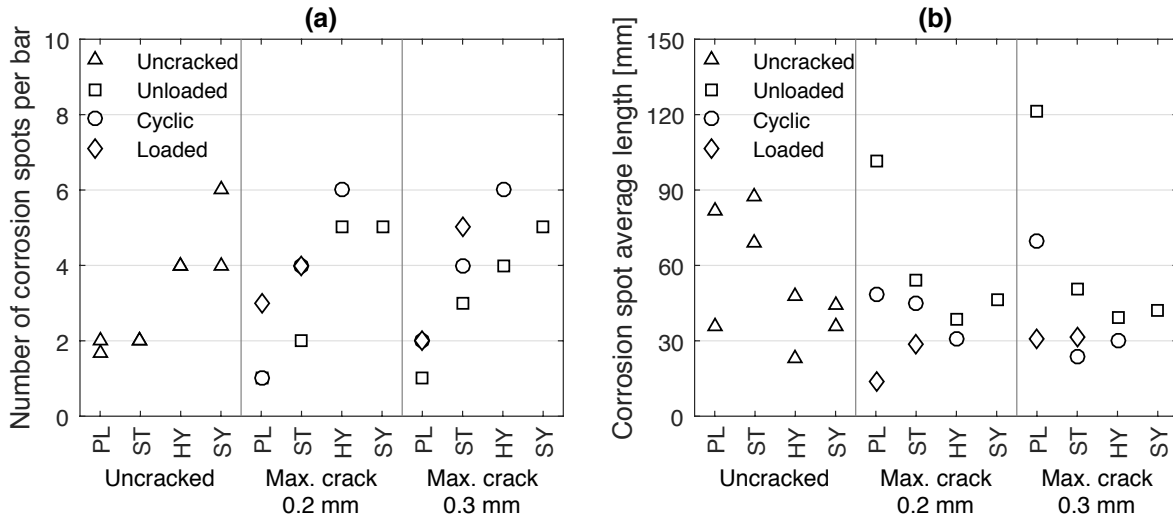 (a)
Number of corrosion spots per bar
10
8
6
4
2
0
Uncracked
Unloaded
Cyclic
Loaded
PL ST HY SY PL ST HY SY PL ST HY SY
Uncracked Max. crack Max. crack
0.2 mm 0.3 mm
(b)
Corrosion spot average length [mm]
150
120
90
60
30
0
Uncracked
Unloaded
Cyclic
Loaded
PL ST HY SY PL ST HY SY PL ST HY SY
Uncracked Max. crack Max. crack
0.2 mm 0.3 mm